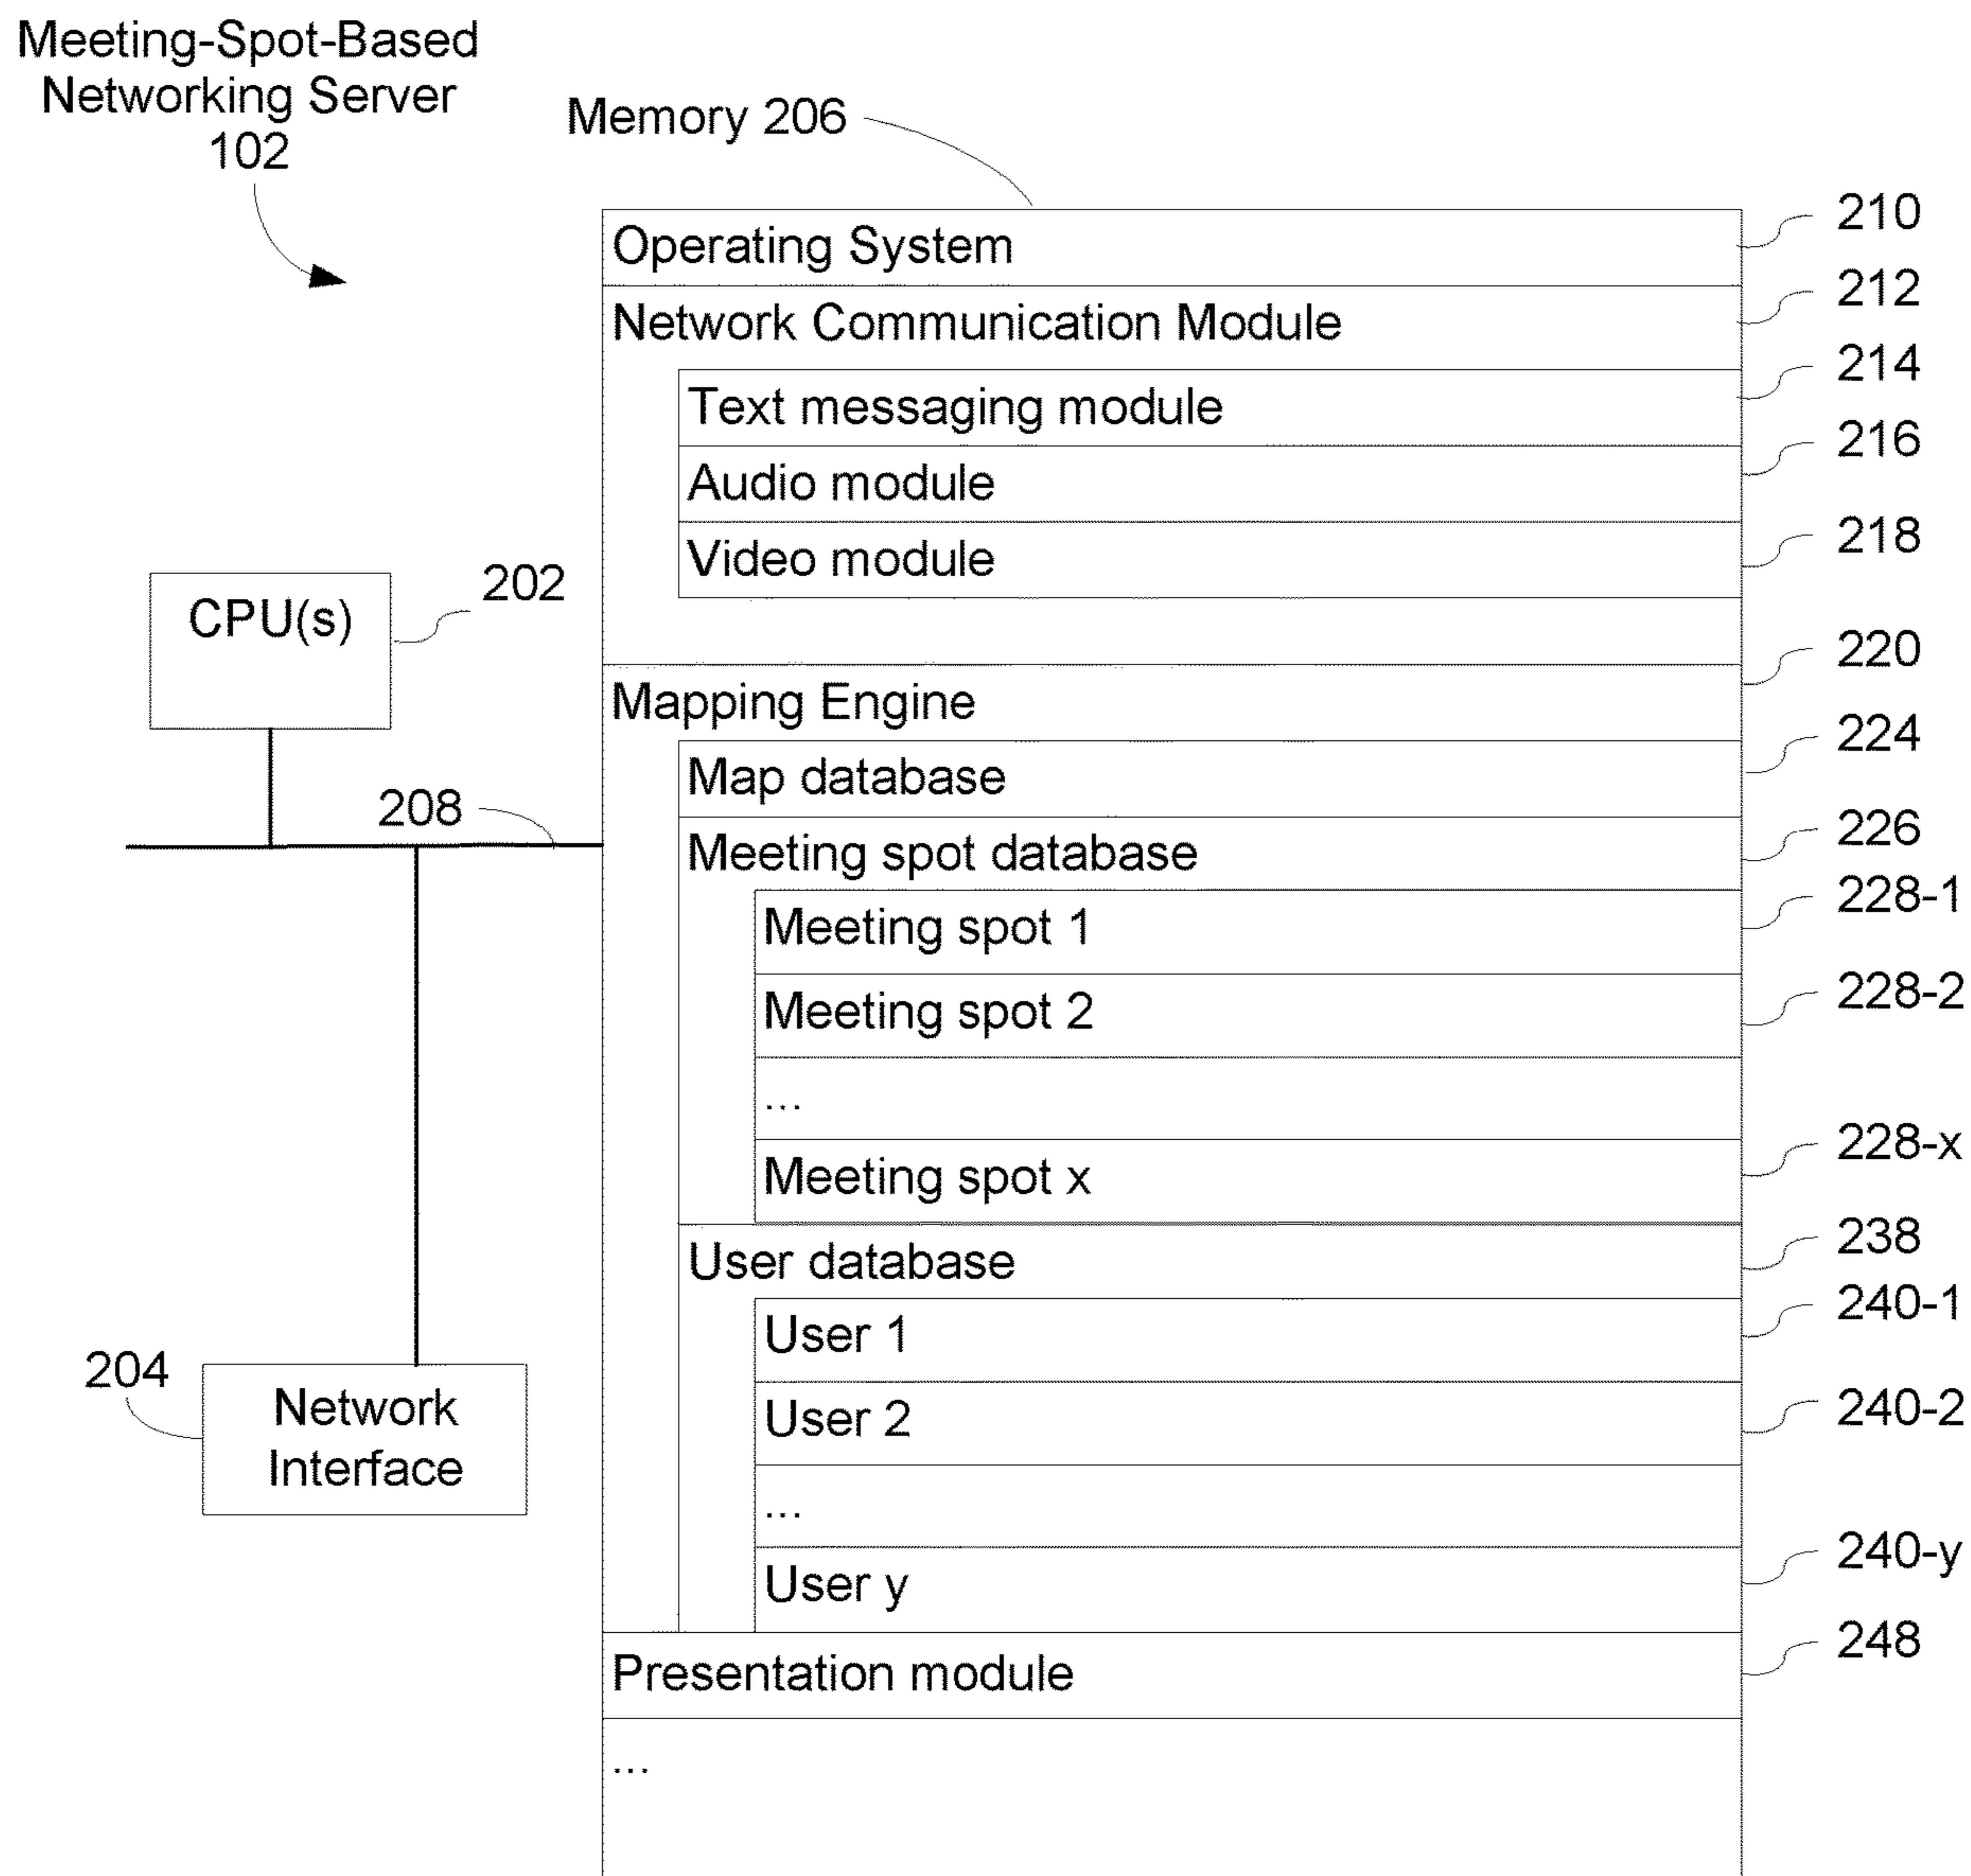 Meeting-Spot-Based
Networking Server
102
Memory 206
Operating System
210
Network Communication Module
212
Text messaging module
214
Audio module
216
Video module
218
CPU(s)
202
Mapping Engine
220
Map database
224
208
Meeting spot database
226
Meeting spot 1
228-1
Meeting spot 2
228-2
...
Meeting spot x
228-x
User database
238
User 1
240-1
204
Network
Interface
User 2
240-2
...
User y
240-y
Presentation module
248
...